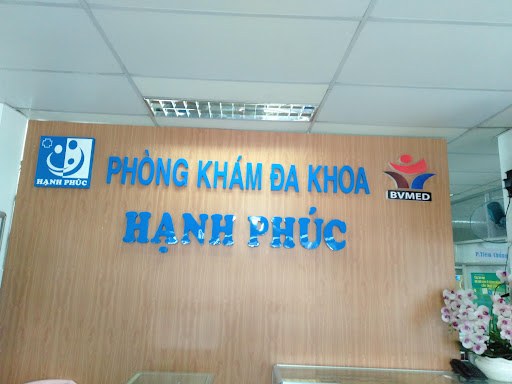 PHÒNG KHÁM ĐA KHOA
HẠNH PHÚC
HẠNH PHÚC
BVMED